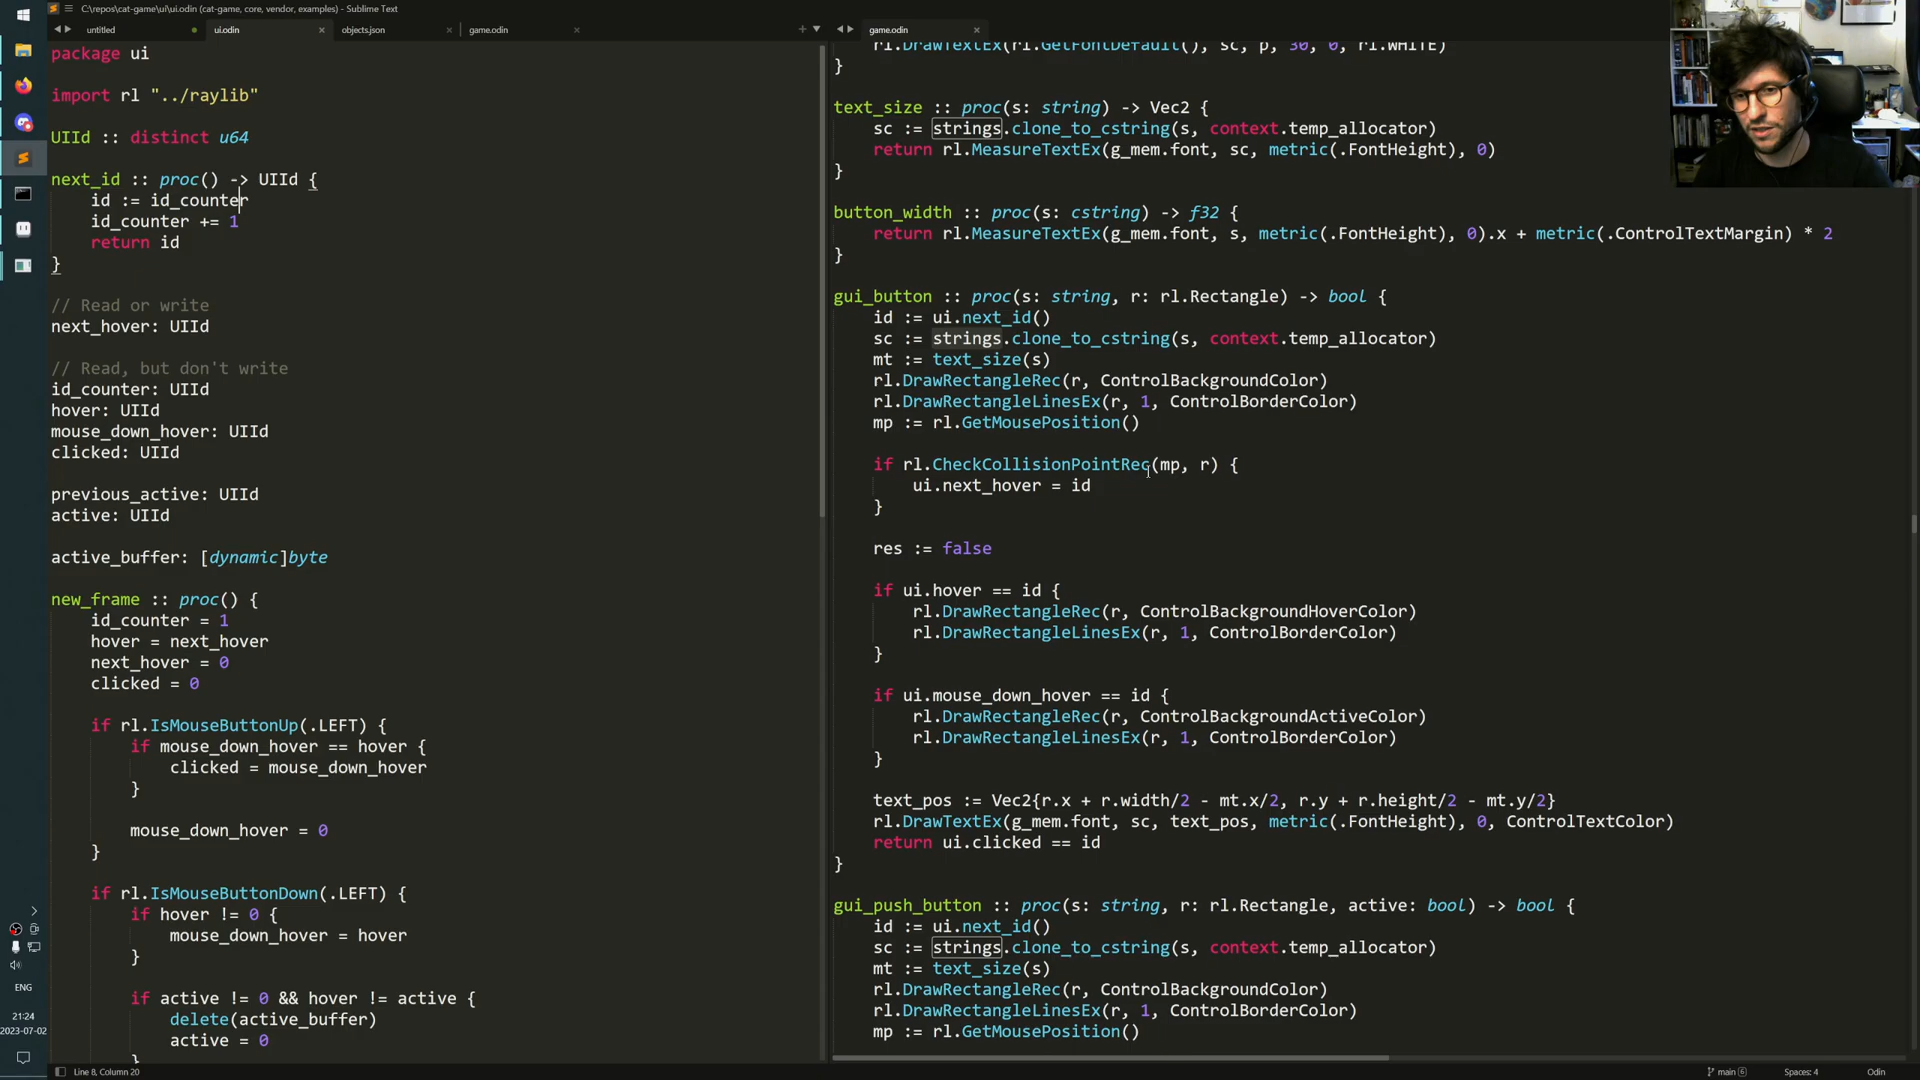 C:\repos\cat-game\ui\ui.odin (cat-game, core, vendor, examples) - Sublime Text
untitled
ui.odin
objects.json
game.odin
package ui
import rl "../raylib"
UIId :: distinct u64
next_id :: proc() -> UIId {
id := id_counter
id_counter += 1
return id
}
// Read or write
next_hover: UIId
// Read, but don't write
id_counter: UIId
hover: UIId
mouse_down_hover: UIId
clicked: UIId
previous_active: UIId
active: UIId
active_buffer: [dynamic]byte
new_frame :: proc() {
id_counter = 1
hover = next_hover
next_hover = 0
clicked = 0
if rl.IsMouseButtonUp(.LEFT) {
if mouse_down_hover == hover {
clicked = mouse_down_hover
}
mouse_down_hover = 0
}
if rl.IsMouseButtonDown(.LEFT) {
if hover != 0 {
mouse_down_hover = hover
}
if active != 0 && hover != active {
delete(active_buffer)
active = 0
}
game.odin
rl.DrawTextEx(rl.GetFontDefault(), sc, p, 30, 0, rl.WHITE)
}
text_size :: proc(s: string) -> Vec2 {
sc := strings.clone_to_cstring(s, context.temp_allocator)
return rl.MeasureTextEx(g_mem.font, sc, metric(.FontHeight), 0)
}
button_width :: proc(s: cstring) -> f32 {
return rl.MeasureTextEx(g_mem.font, s, metric(.FontHeight), 0).x + metric(.ControlTextMargin) * 2
}
gui_button :: proc(s: string, r: rl.Rectangle) -> bool {
id := ui.next_id()
sc := strings.clone_to_cstring(s, context.temp_allocator)
mt := text_size(s)
rl.DrawRectangleRec(r, ControlBackgroundColor)
rl.DrawRectangleLinesEx(r, 1, ControlBorderColor)
mp := rl.GetMousePosition()
if rl.CheckCollisionPointRec(mp, r) {
ui.next_hover = id
}
res := false
if ui.hover == id {
rl.DrawRectangleRec(r, ControlBackgroundHoverColor)
rl.DrawRectangleLinesEx(r, 1, ControlBorderColor)
}
if ui.mouse_down_hover == id {
rl.DrawRectangleRec(r, ControlBackgroundActiveColor)
rl.DrawRectangleLinesEx(r, 1, ControlBorderColor)
}
text_pos := Vec2{r.x + r.width/2 - mt.x/2, r.y + r.height/2 - mt.y/2}
rl.DrawTextEx(g_mem.font, sc, text_pos, metric(.FontHeight), 0, ControlTextColor)
return ui.clicked == id
}
gui_push_button :: proc(s: string, r: rl.Rectangle, active: bool) -> bool {
id := ui.next_id()
sc := strings.clone_to_cstring(s, context.temp_allocator)
mt := text_size(s)
rl.DrawRectangleRec(r, ControlBackgroundColor)
rl.DrawRectangleLinesEx(r, 1, ControlBorderColor)
mp := rl.GetMousePosition()
ENG
21:24
2023-07-02
Line 8, Column 20
main 6
Spaces: 4
Odin